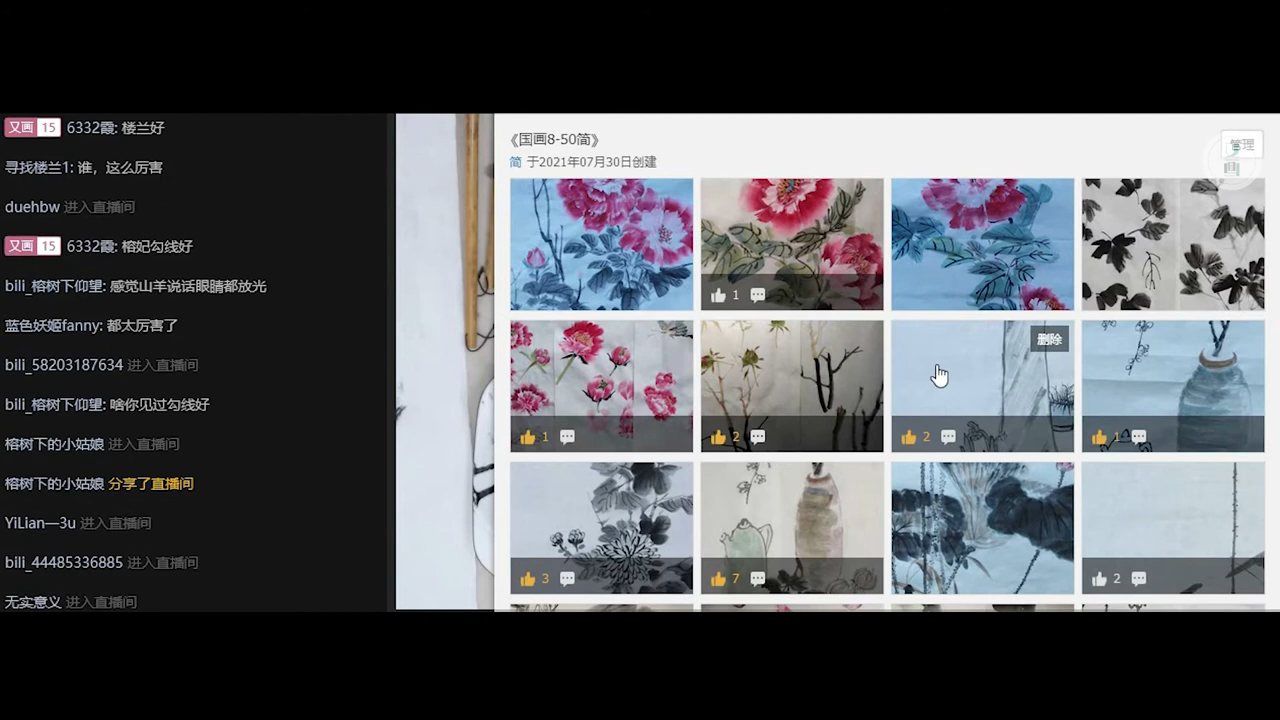 又画 15 6332霞: 楼兰好
寻找楼兰1: 谁，这么厉害
duehbw 进入直播间
又画 15 6332霞: 榕妃勾线好
bili_榕树下仰望: 感觉山羊说话眼睛都放光
蓝色妖姬fanny: 都太厉害了
bili_58203187634 进入直播间
bili_榕树下仰望: 啥你见过勾线好
榕树下的小姑娘 进入直播间
榕树下的小姑娘 分享了直播间
YiLian—3u 进入直播间
bili_44485336885 进入直播间
无实意义 进入直播间
《国画8-50简》
管理
简 于2021年07月30日创建
1
删除
1
2
2
1
3
7
2